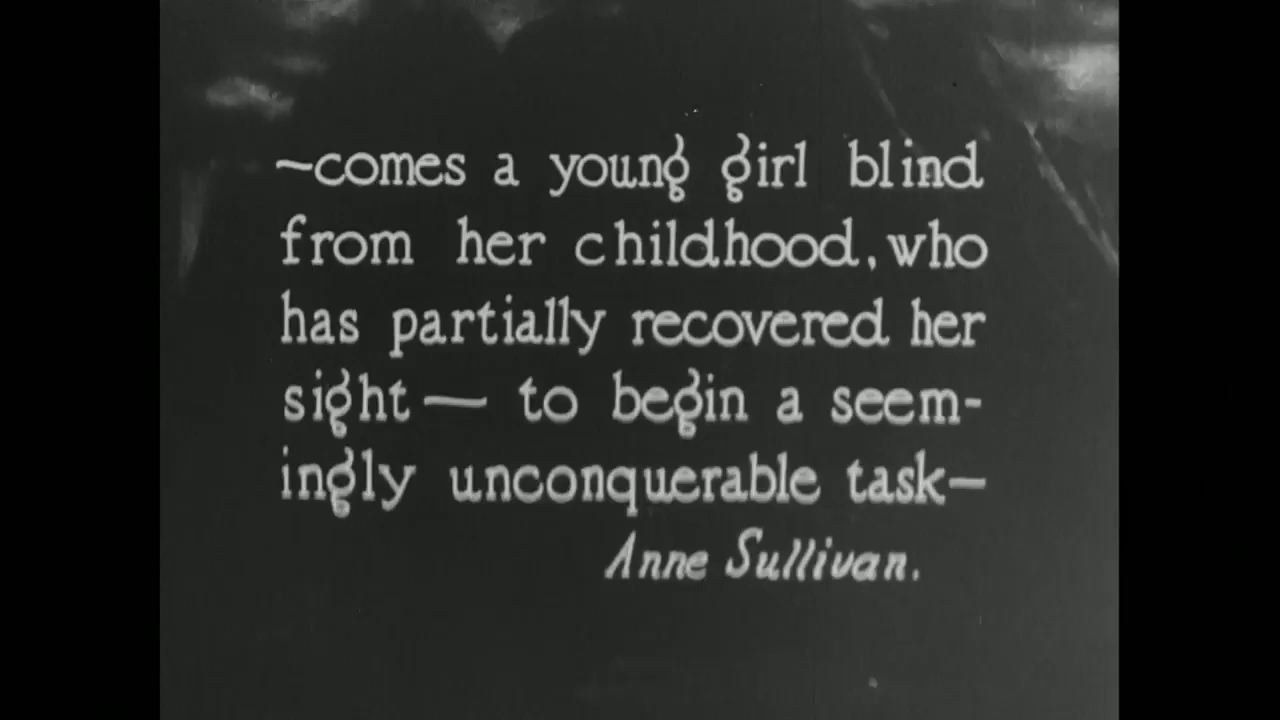 —comes a young girl blind
from her childhood, who
has partially recovered her
sight — to begin a seem-
ingly unconquerable task—
Anne Sullivan.